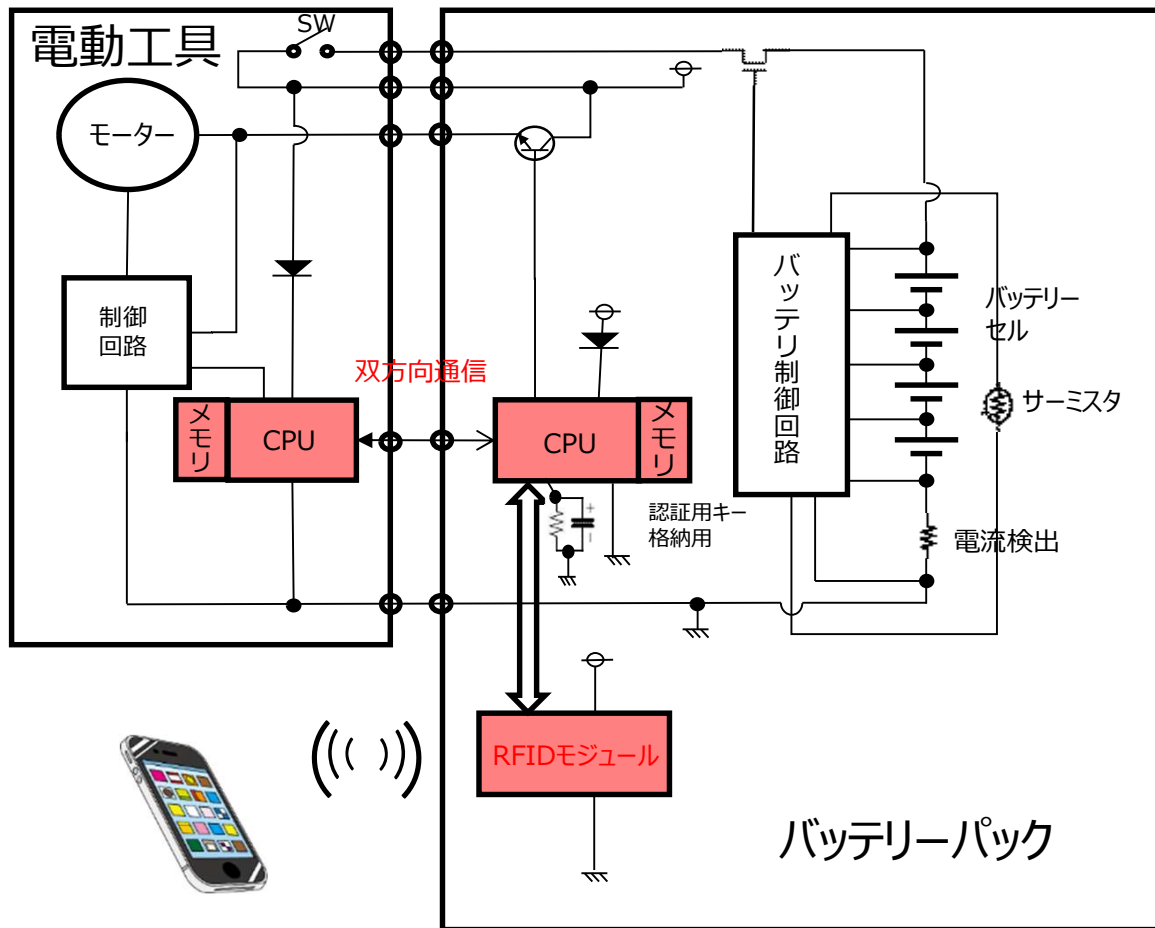 電動工具
SW
モーター
制御
回路
メモリ
CPU
双方向通信
CPU
メモリ
認証用キー
格納用
バッテリ制御回路
バッテリー
セル
サーミスタ
電流検出
RFIDモジュール
バッテリーパック